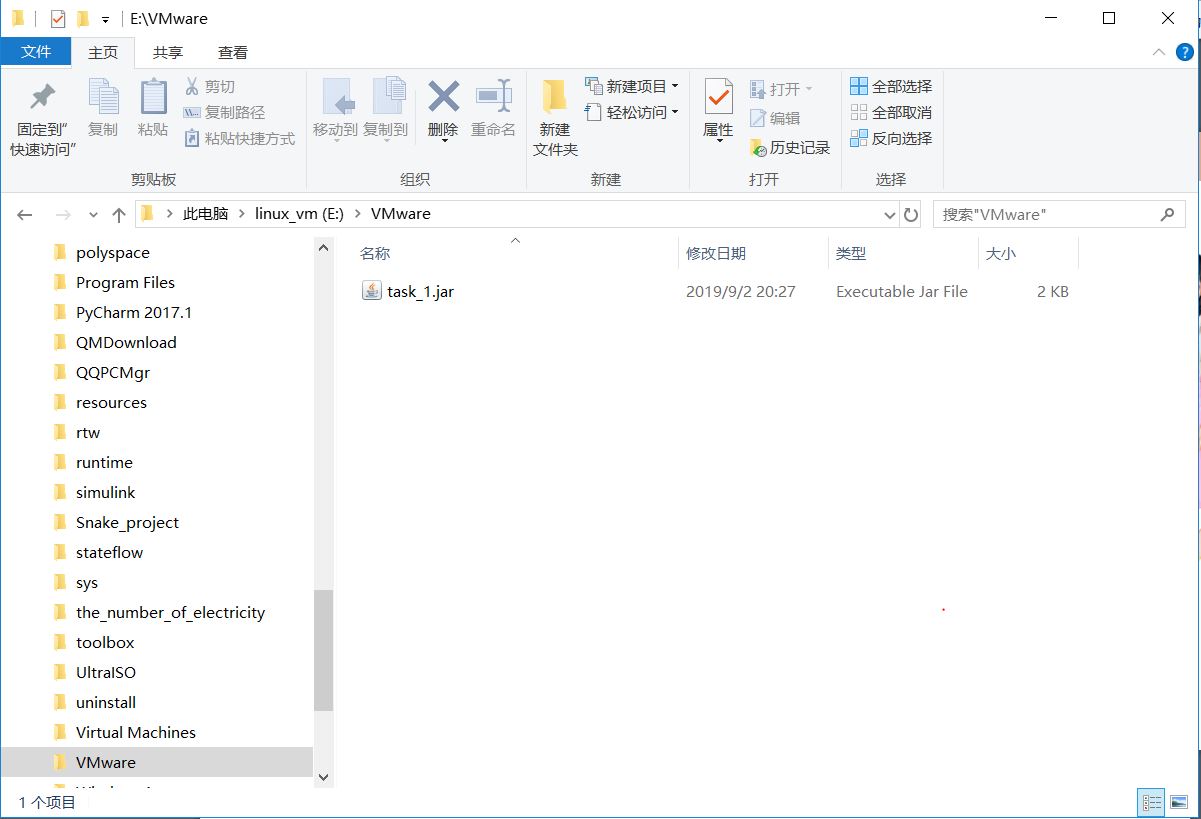 E:\VMware
文件 主页 共享 查看
固定到“快速访问”
复制
粘贴
剪切
复制路径
粘贴快捷方式
剪贴板
移动到
复制到
删除
重命名
组织
新建文件夹
新建项目
轻松访问
新建
属性
打开
编辑
历史记录
打开
全部选择
全部取消
反向选择
选择
此电脑 linux_vm (E:) VMware
搜索"VMware"
polyspace
Program Files
PyCharm 2017.1
QMDownload
QQPCMgr
resources
rtw
runtime
simulink
Snake_project
stateflow
sys
the_number_of_electricity
toolbox
UltraISO
uninstall
Virtual Machines
VMware
名称 修改日期 类型 大小
task_1.jar 2019/9/2 20:27 Executable Jar File 2 KB
1 个项目